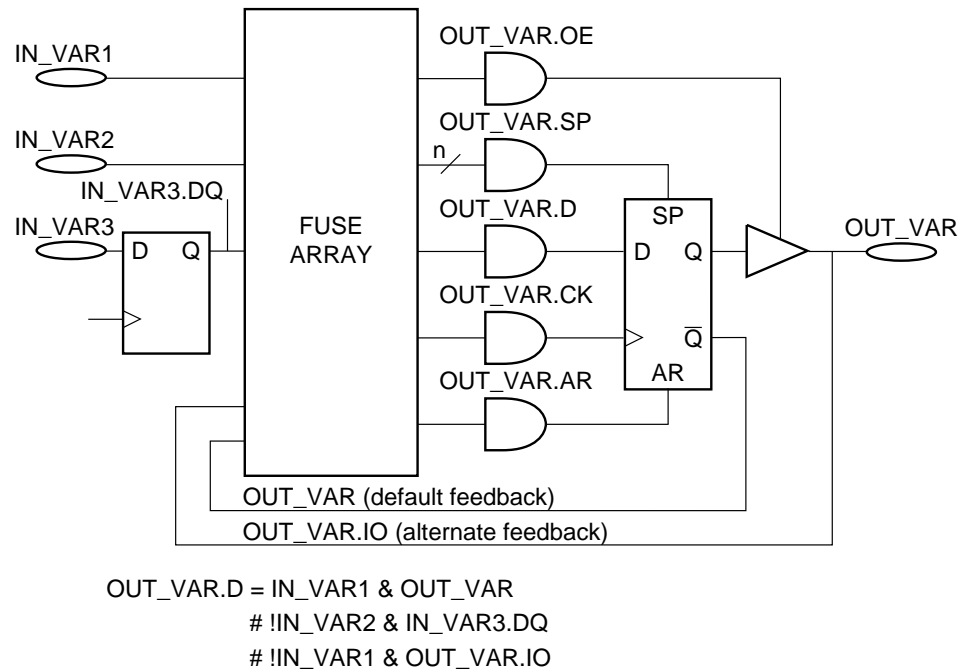 OUT_VAR.OE
IN_VAR1
OUT_VAR.SP
IN_VAR2
n
IN_VAR3.DQ
OUT_VAR.D
SP
IN_VAR3
FUSE
ARRAY
OUT_VAR
D Q
D Q
OUT_VAR.CK
Q̅
OUT_VAR.AR
AR
OUT_VAR (default feedback)
OUT_VAR.IO (alternate feedback)
OUT_VAR.D = IN_VAR1 & OUT_VAR
# !IN_VAR2 & IN_VAR3.DQ
# !IN_VAR1 & OUT_VAR.IO